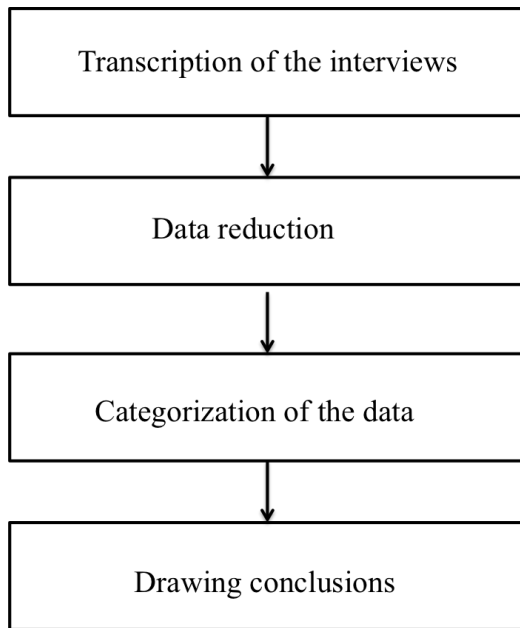 Transcription of the interviews
Data reduction
Categorization of the data
Drawing conclusions